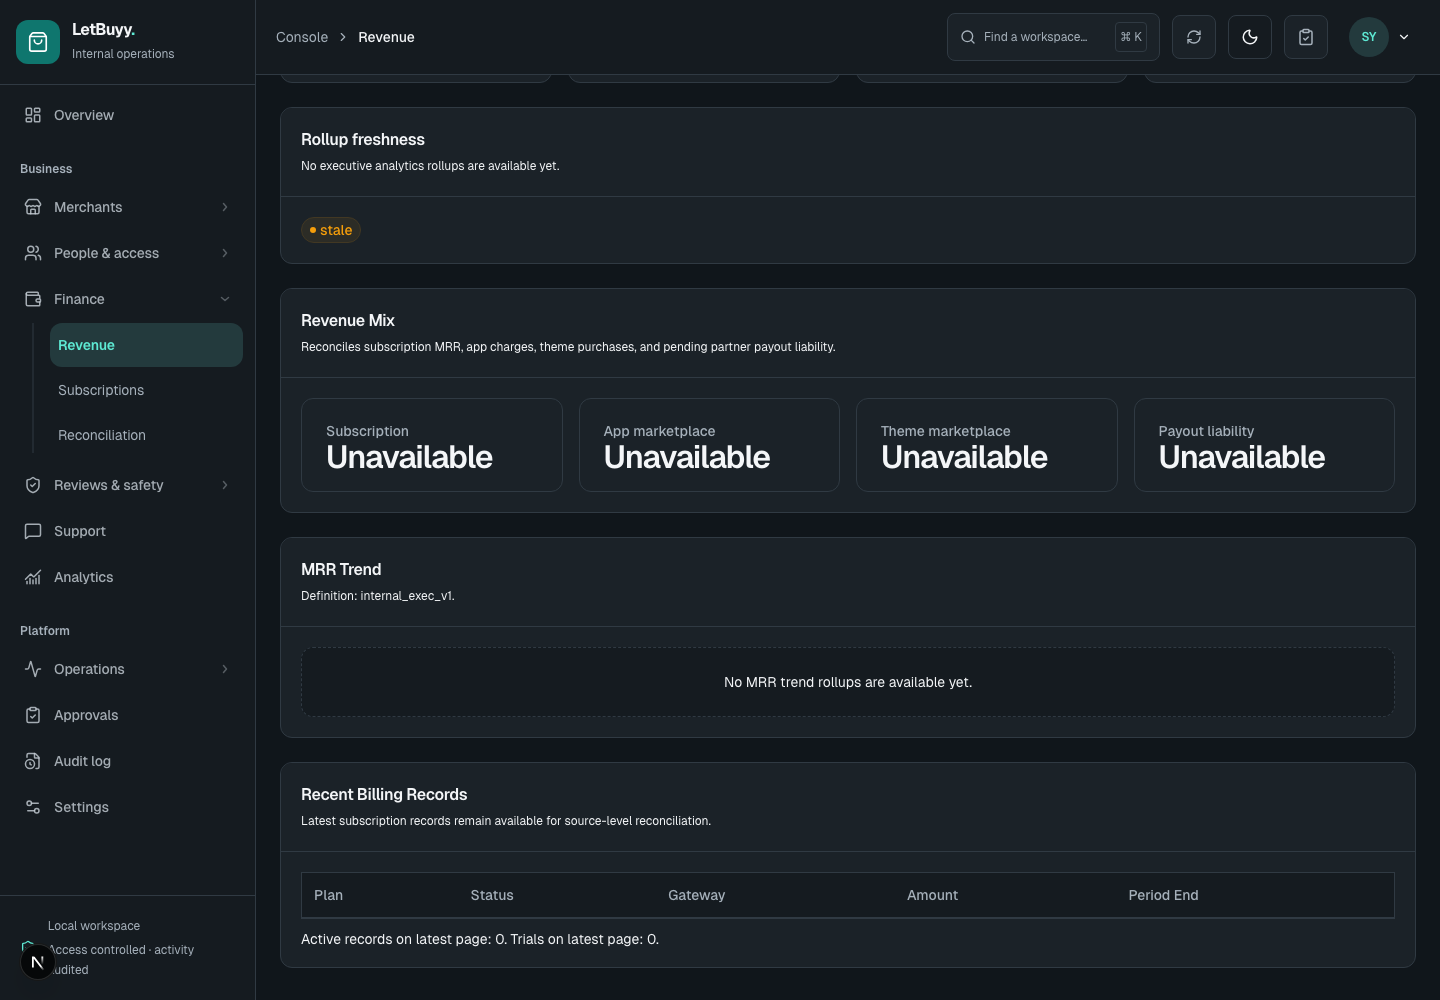 LetBuyy.
Internal operations
Console
Revenue
Find a workspace...
⌘ K
SY
Overview
Business
Merchants
People & access
Finance
Revenue
Subscriptions
Reconciliation
Reviews & safety
Support
Analytics
Platform
Operations
Approvals
Audit log
Settings
Local workspace
Access controlled · activity
audited
N
Rollup freshness
No executive analytics rollups are available yet.
stale
Revenue Mix
Reconciles subscription MRR, app charges, theme purchases, and pending partner payout liability.
Subscription
Unavailable
App marketplace
Unavailable
Theme marketplace
Unavailable
Payout liability
Unavailable
MRR Trend
Definition: internal_exec_v1.
No MRR trend rollups are available yet.
Recent Billing Records
Latest subscription records remain available for source-level reconciliation.
Plan Status Gateway Amount Period End
Active records on latest page: 0. Trials on latest page: 0.